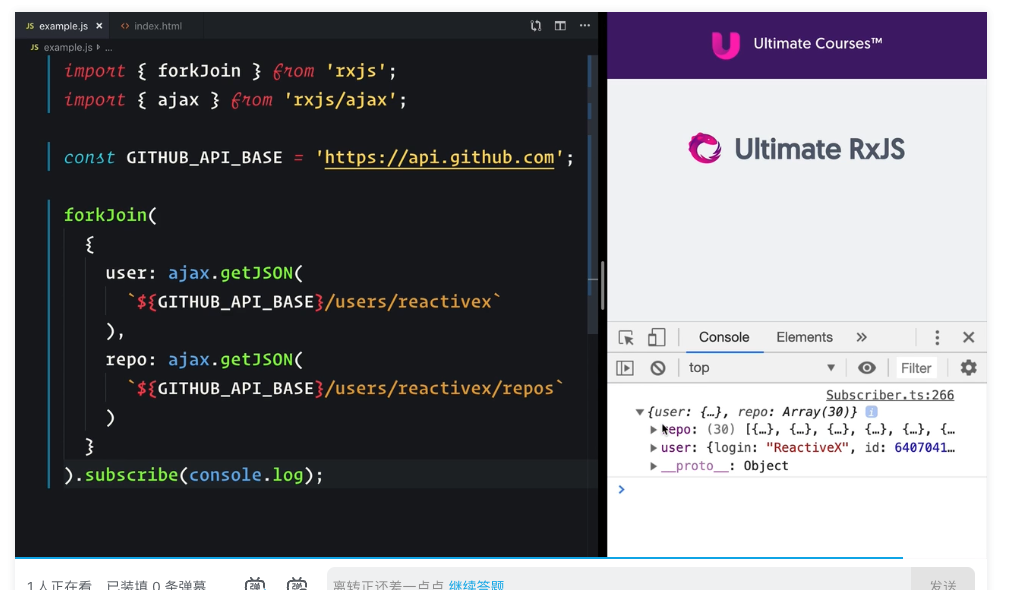 JS example.js × <> index.html ...
JS example.js ▸ ...
import { forkJoin } from 'rxjs';
import { ajax } from 'rxjs/ajax';
const GITHUB_API_BASE = 'https://api.github.com';
forkJoin(
{
user: ajax.getJSON(
`${GITHUB_API_BASE}/users/reactivex`
),
repo: ajax.getJSON(
`${GITHUB_API_BASE}/users/reactivex/repos`
)
}
).subscribe(console.log);
Ultimate Courses™
Ultimate RxJS
Console Elements »
top ▼ Filter
Subscriber.ts:266
▼{user: {…}, repo: Array(30)} i
▶repo: (30) [{…}, {…}, {…}, {…}, {…}, {…
▶user: {login: "ReactiveX", id: 6407041…
▶__proto__: Object
>
1人正在看 已装填 0 条弹幕
离转正还差一点点 继续答题
发送